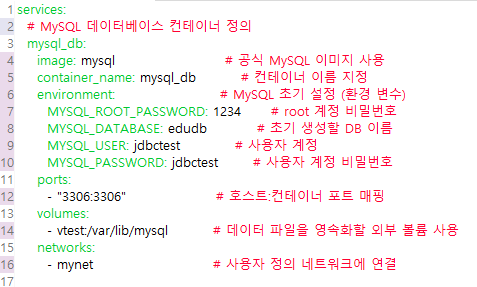 1 services:
2 # MySQL 데이터베이스 컨테이너 정의
3 mysql_db:
4 image: mysql # 공식 MySQL 이미지 사용
5 container_name: mysql_db # 컨테이너 이름 지정
6 environment: # MySQL 초기 설정 (환경 변수)
7 MYSQL_ROOT_PASSWORD: 1234 # root 계정 비밀번호
8 MYSQL_DATABASE: edudb # 초기 생성할 DB 이름
9 MYSQL_USER: jdbctest # 사용자 계정
10 MYSQL_PASSWORD: jdbctest # 사용자 계정 비밀번호
11 ports:
12 - "3306:3306" # 호스트:컨테이너 포트 매핑
13 volumes:
14 - vtest:/var/lib/mysql # 데이터 파일을 영속화할 외부 볼륨 사용
15 networks:
16 - mynet # 사용자 정의 네트워크에 연결